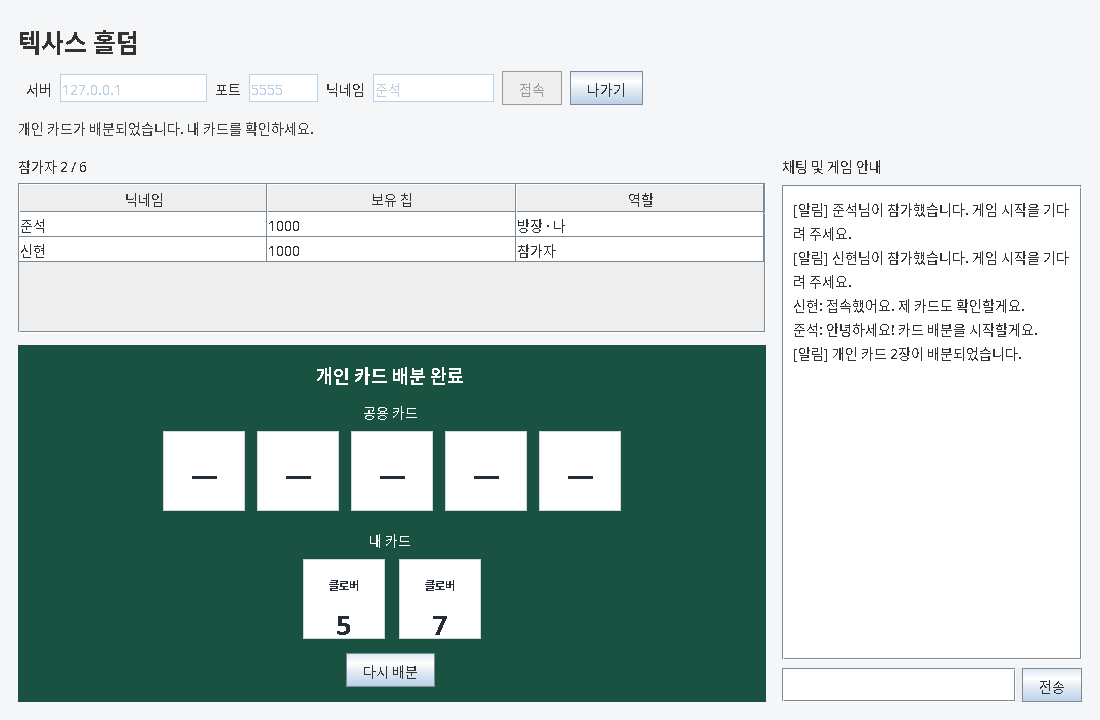 텍사스 홀덤
서버 127.0.0.1 포트 5555 닉네임 준석 접속 나가기
개인 카드가 배분되었습니다. 내 카드를 확인하세요.
참가자 2 / 6
닉네임 보유 칩 역할
준석 1000 방장 · 나
신현 1000 참가자
개인 카드 배분 완료
공용 카드
— — — — —
내 카드
클로버 클로버
5 7
다시 배분
채팅 및 게임 안내
[알림] 준석님이 참가했습니다. 게임 시작을 기다
려 주세요.
[알림] 신현님이 참가했습니다. 게임 시작을 기다
려 주세요.
신현: 접속했어요. 제 카드도 확인할게요.
준석: 안녕하세요! 카드 배분을 시작할게요.
[알림] 개인 카드 2장이 배분되었습니다.
전송